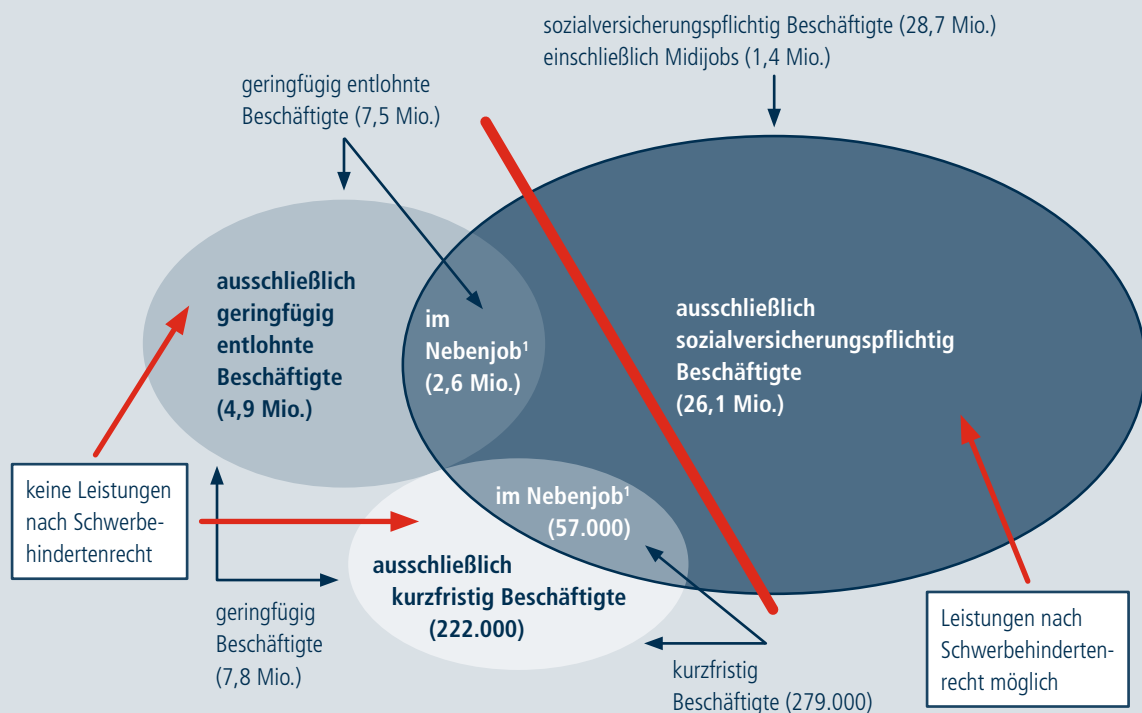 sozialversicherungspflichtig Beschäftigte (28,7 Mio.)
einschließlich Midijobs (1,4 Mio.)
geringfügig entlohnte
Beschäftigte (7,5 Mio.)
ausschließlich
geringfügig
entlohnte
Beschäftigte
(4,9 Mio.)
im
Nebenjob¹
(2,6 Mio.)
ausschließlich
sozialversicherungspflichtig
Beschäftigte
(26,1 Mio.)
keine Leistungen
nach Schwerbe-
hindertenrecht
im Nebenjob¹
(57.000)
ausschließlich
kurzfristig Beschäftigte
(222.000)
geringfügig
Beschäftigte
(7,8 Mio.)
kurzfristig
Beschäftigte (279.000)
Leistungen nach
Schwerbehinderten-
recht möglich